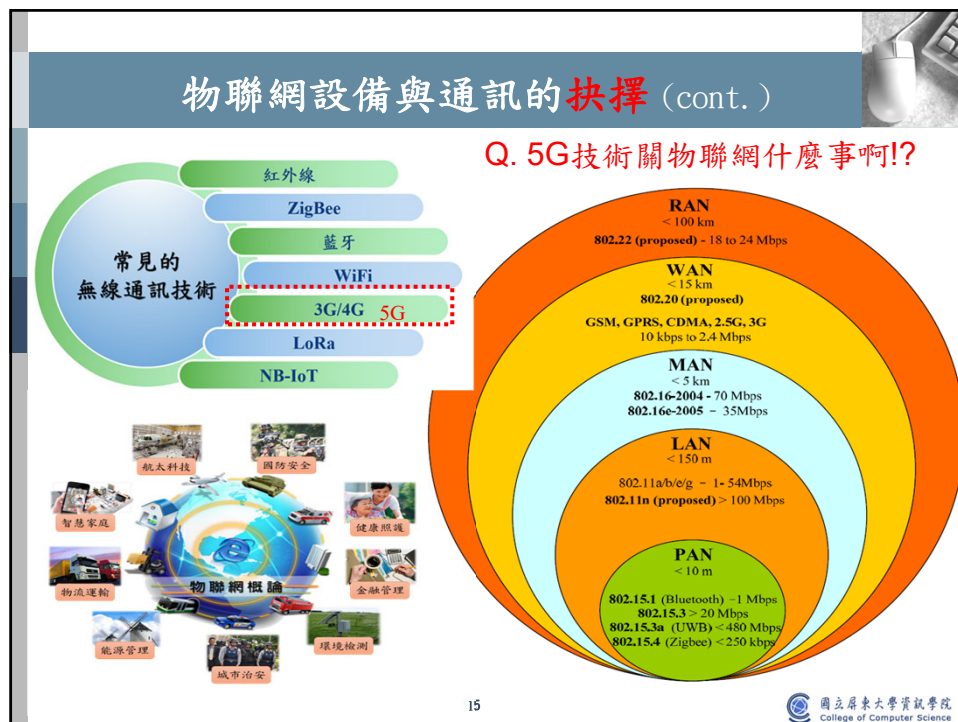 物聯網設備與通訊的抉擇 (cont.)
Q. 5G技術關物聯網什麼事啊!?
常見的
無線通訊技術
紅外線
ZigBee
藍牙
WiFi
3G/4G 5G
LoRa
NB-IoT
RAN
< 100 km
802.22 (proposed) - 18 to 24 Mbps
WAN
< 15 km
802.20 (proposed)
GSM, GPRS, CDMA, 2.5G, 3G
10 kbps to 2.4 Mbps
MAN
< 5 km
802.16-2004 - 70 Mbps
802.16e-2005 – 35Mbps
LAN
< 150 m
802.11a/b/e/g – 1- 54Mbps
802.11n (proposed) > 100 Mbps
PAN
< 10 m
802.15.1 (Bluetooth) –1 Mbps
802.15.3 > 20 Mbps
802.15.3a (UWB) < 480 Mbps
802.15.4 (Zigbee) < 250 kbps
航太科技
國防安全
智慧家庭
健康照護
物流運輸
物聯網概論
金融管理
能源管理
環境檢測
城市治安
15
國立屏東大學資訊學院
College of Computer Science